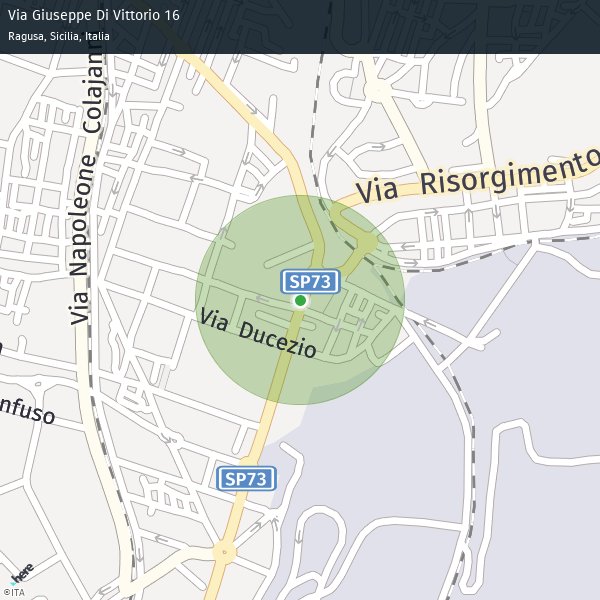 Via Giuseppe Di Vittorio 16
Ragusa, Sicilia, Italia
Via Napoleone Colajann
Via Risorgimento
SP73
Via Ducezio
nfuso
SP73
here
©ITA